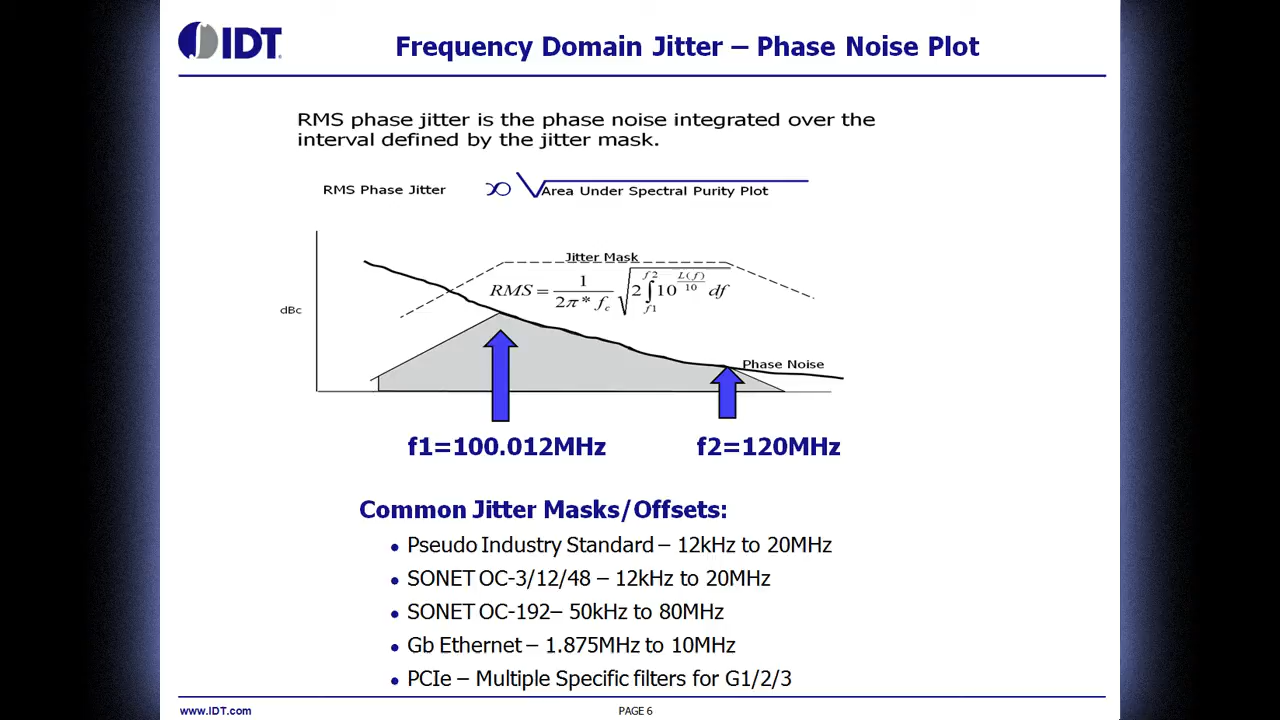 IDT
Frequency Domain Jitter – Phase Noise Plot
RMS phase jitter is the phase noise integrated over the
interval defined by the jitter mask.
RMS Phase Jitter ∝ √Area Under Spectral Purity Plot
Jitter Mask
RMS = 1/(2π * f_c) √(2 ∫_{f1}^{f2} 10^{L(f)/10} df)
dBc
Phase Noise
f1=100.012MHz f2=120MHz
Common Jitter Masks/Offsets:
• Pseudo Industry Standard – 12kHz to 20MHz
• SONET OC-3/12/48 – 12kHz to 20MHz
• SONET OC-192– 50kHz to 80MHz
• Gb Ethernet – 1.875MHz to 10MHz
• PCIe – Multiple Specific filters for G1/2/3
www.IDT.com PAGE 6